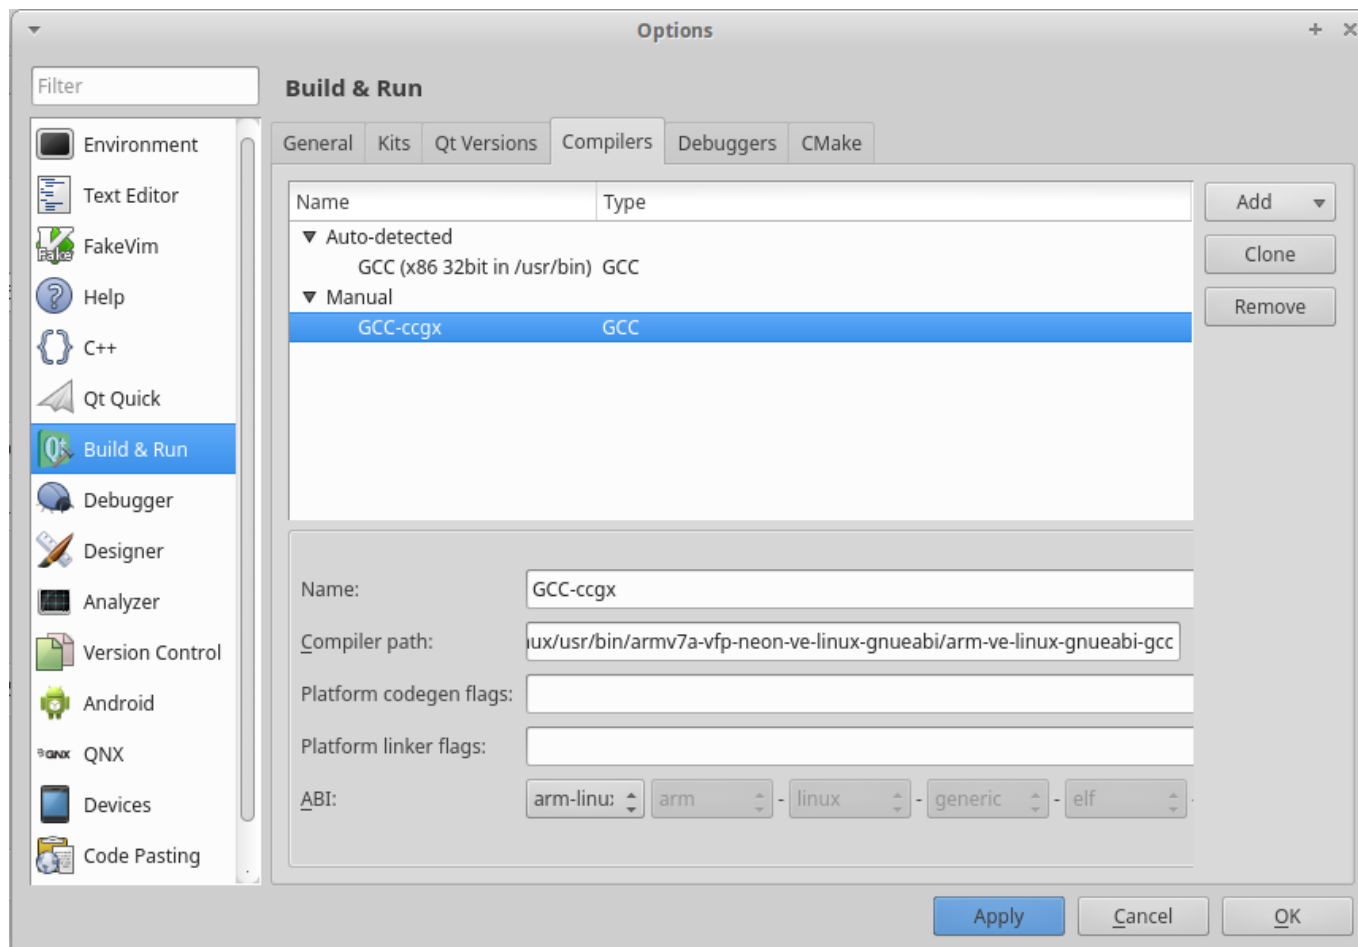 Options
Filter
Build & Run
Environment
Text Editor
FakeVim
Help
C++
Qt Quick
Build & Run
Debugger
Designer
Analyzer
Version Control
Android
QNX
Devices
Code Pasting
General Kits Qt Versions Compilers Debuggers CMake
Name Type
Auto-detected
GCC (x86 32bit in /usr/bin) GCC
Manual
GCC-ccgx GCC
Add
Clone
Remove
Name: GCC-ccgx
Compiler path: ux/usr/bin/armv7a-vfp-neon-ve-linux-gnueabi/arm-ve-linux-gnueabi-gcc
Platform codegen flags:
Platform linker flags:
ABI: arm-linu: arm - linux - generic - elf -
Apply Cancel OK